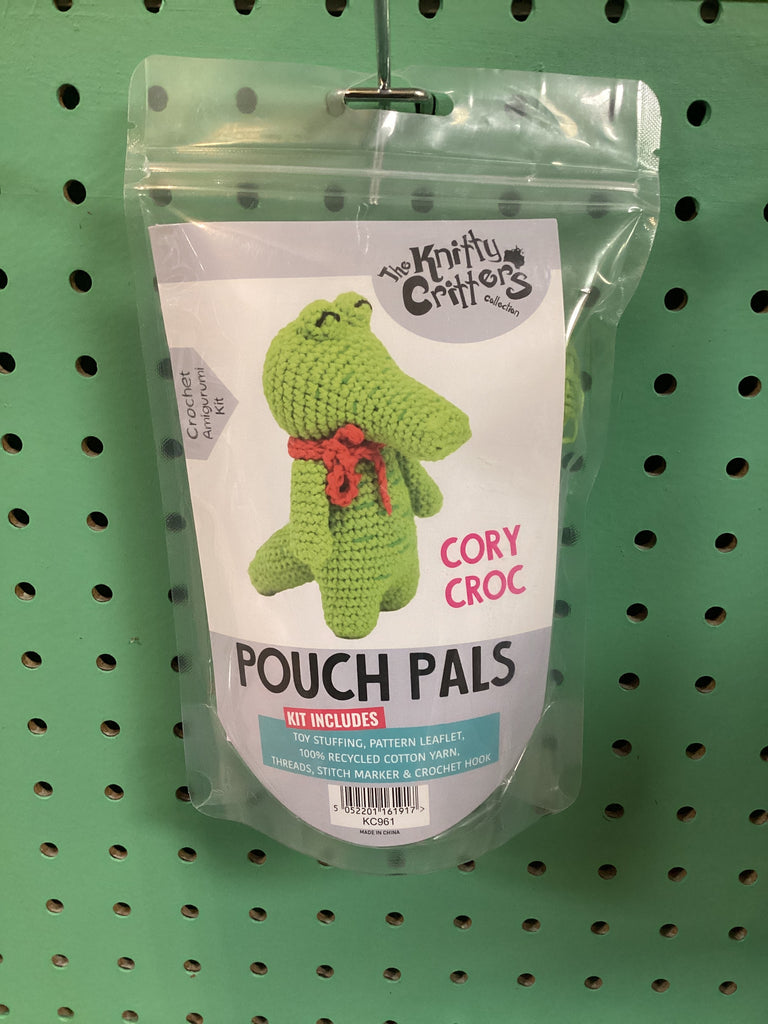 The Knitty
Critters
collection
Crochet
Amigurumi
Kit
CORY
CROC
POUCH PALS
KIT INCLUDES
TOY STUFFING, PATTERN LEAFLET,
100% RECYCLED COTTON YARN,
THREADS, STITCH MARKER & CROCHET HOOK
5 052201 161917 >
KC961
MADE IN CHINA